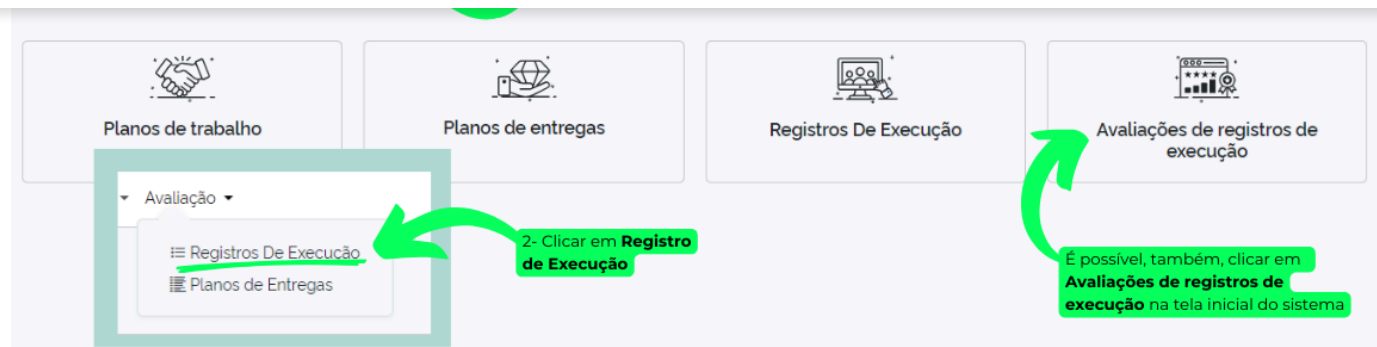 Planos de trabalho
Planos de entregas
Registros De Execução
Avaliações de registros de
execução
Avaliação
Registros De Execução
Planos de Entregas
2- Clicar em Registro
de Execução
É possível, também, clicar em
Avaliações de registros de
execução na tela inicial do sistema